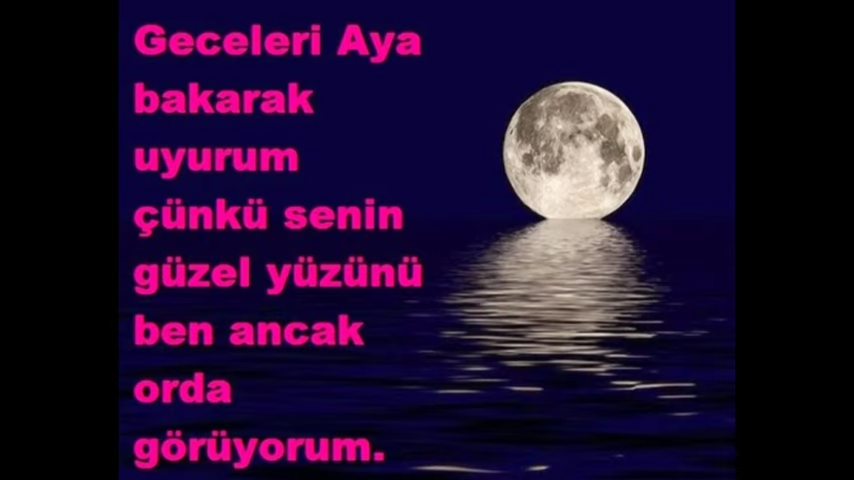 Geceleri Aya
bakarak
uyurum
çünkü senin
güzel yüzünü
ben ancak
orda
görüyorum.